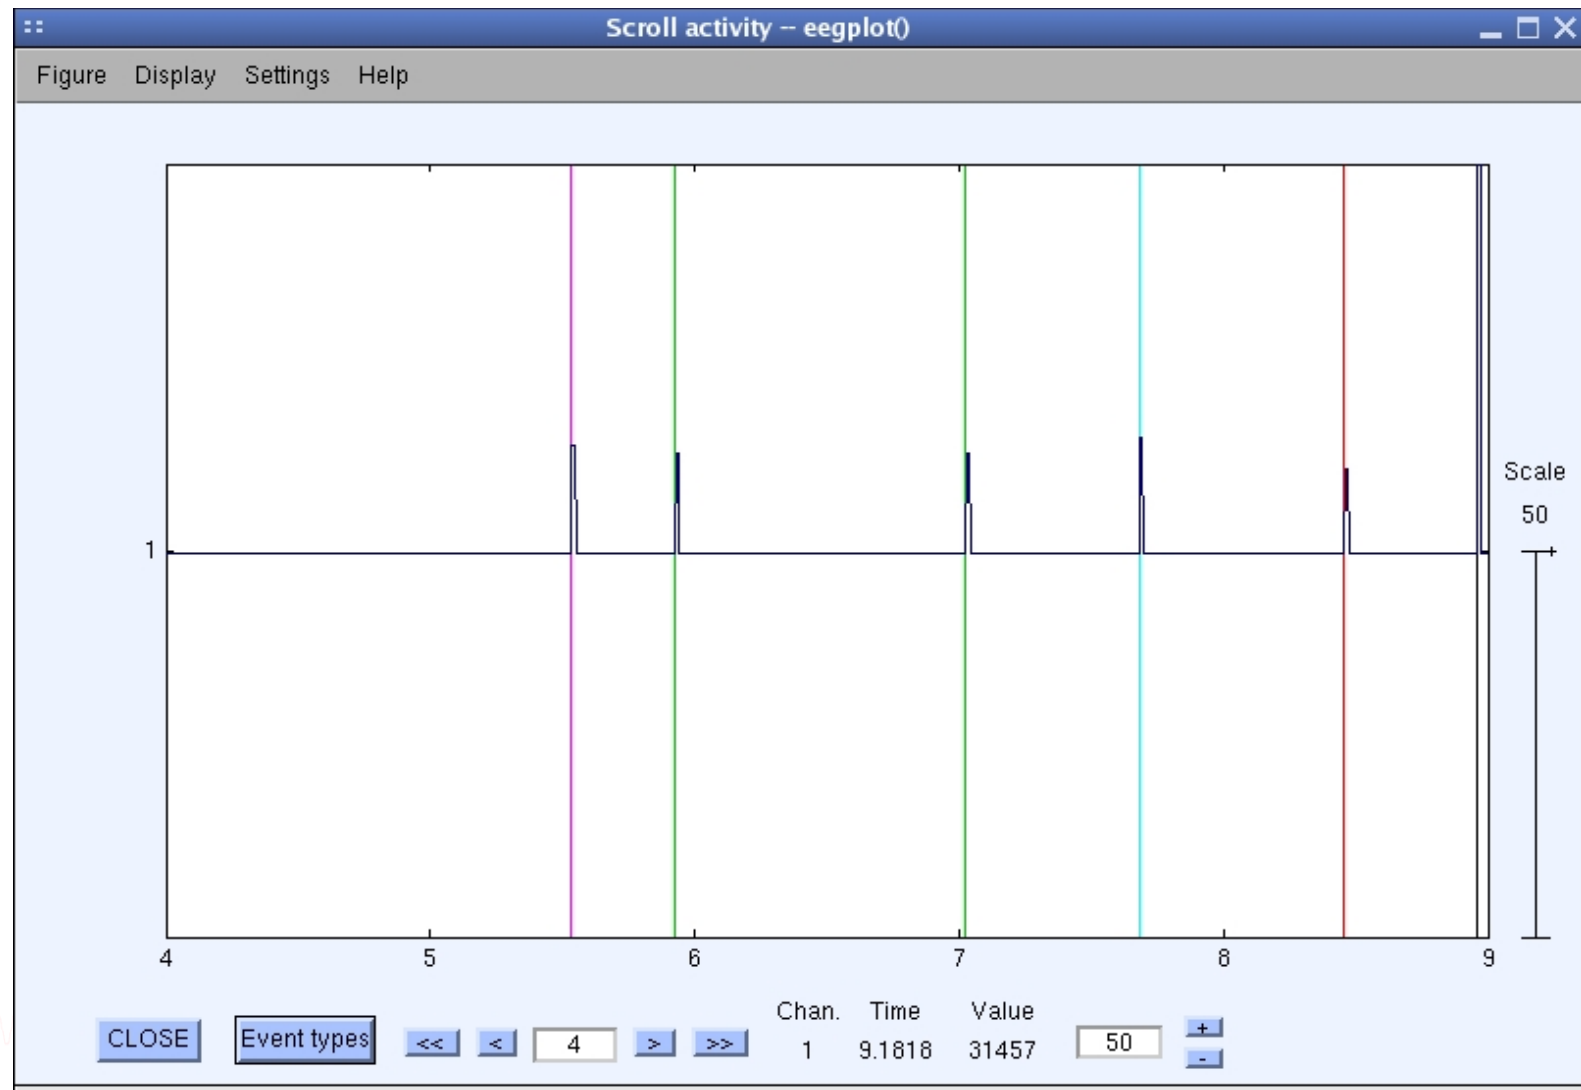 Scroll activity -- eegplot()
Figure Display Settings Help
Scale
50
1
4 5 6 7 8 9
Chan. Time Value
CLOSE Event types << < 4 > >> 1 9.1818 31457 50 +
-